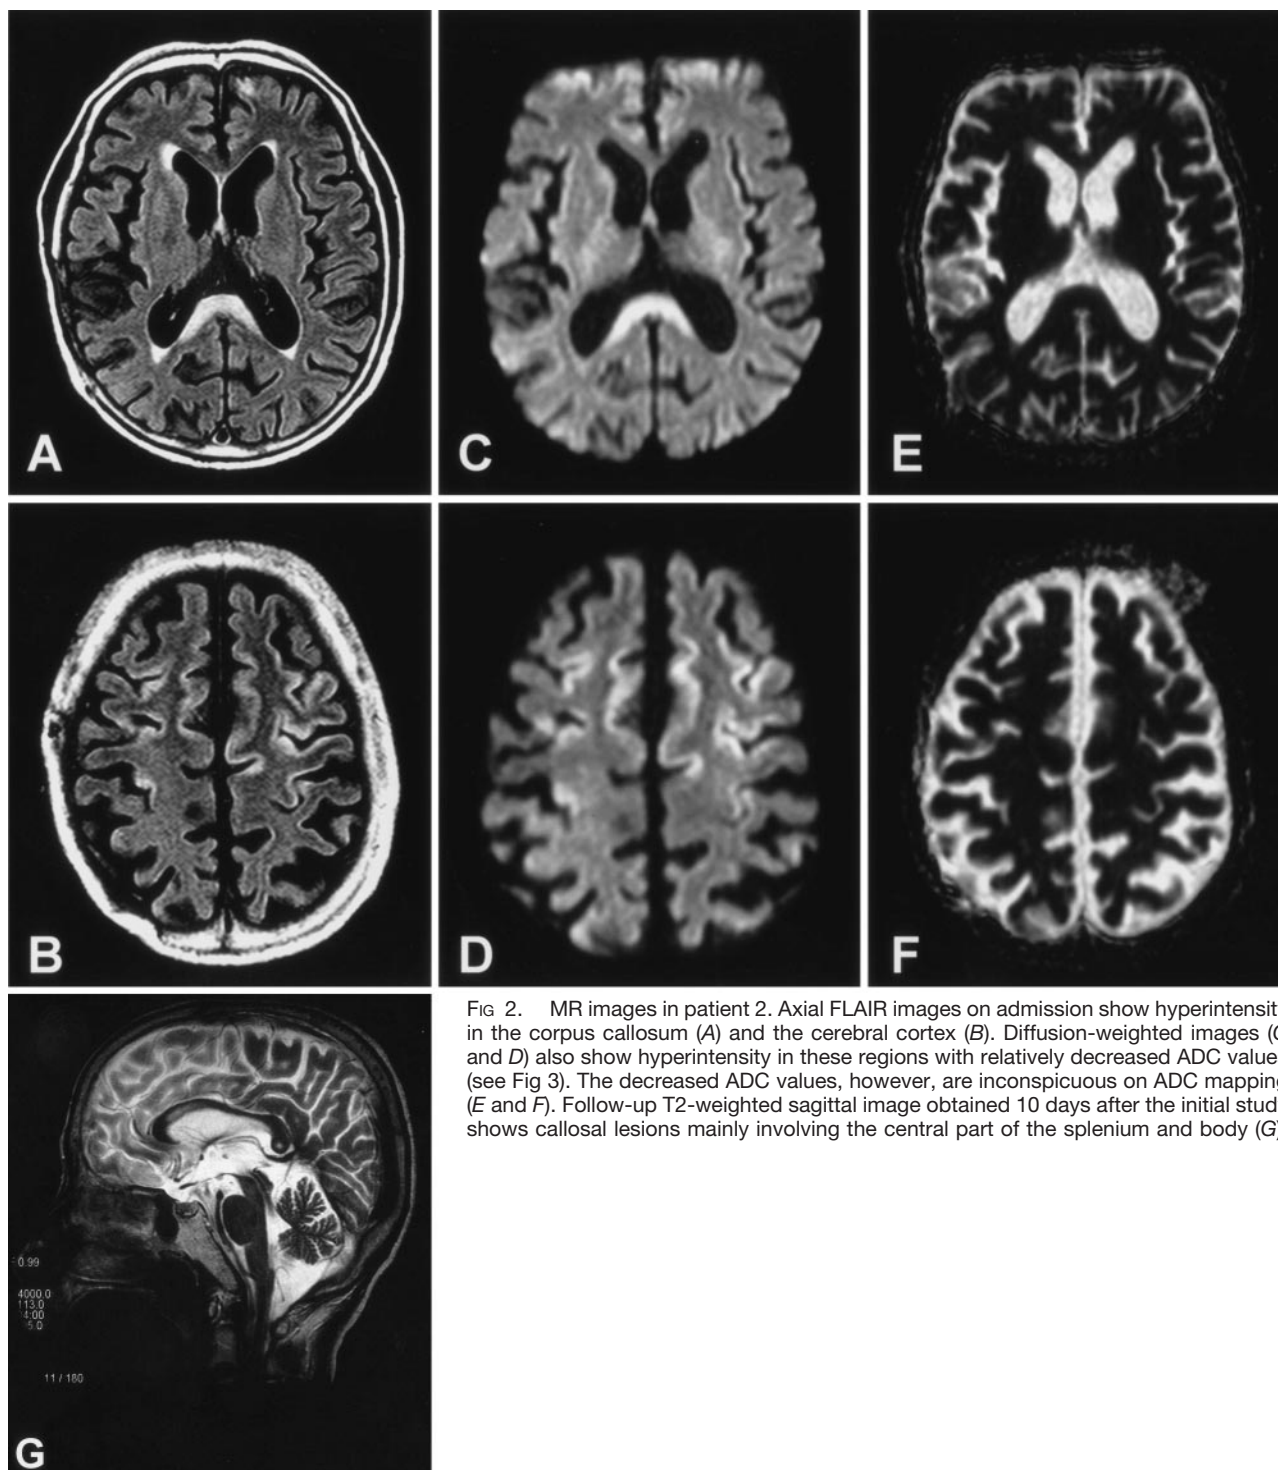 A
C
E
B
D
F
FIG 2. MR images in patient 2. Axial FLAIR images on admission show hyperintensit
in the corpus callosum (A) and the cerebral cortex (B). Diffusion-weighted images (C
and D) also show hyperintensity in these regions with relatively decreased ADC value
(see Fig 3). The decreased ADC values, however, are inconspicuous on ADC mapping
(E and F). Follow-up T2-weighted sagittal image obtained 10 days after the initial stud
shows callosal lesions mainly involving the central part of the splenium and body (G)
0.99
4000.0
113.0
4:00
5.0
11 / 180
G